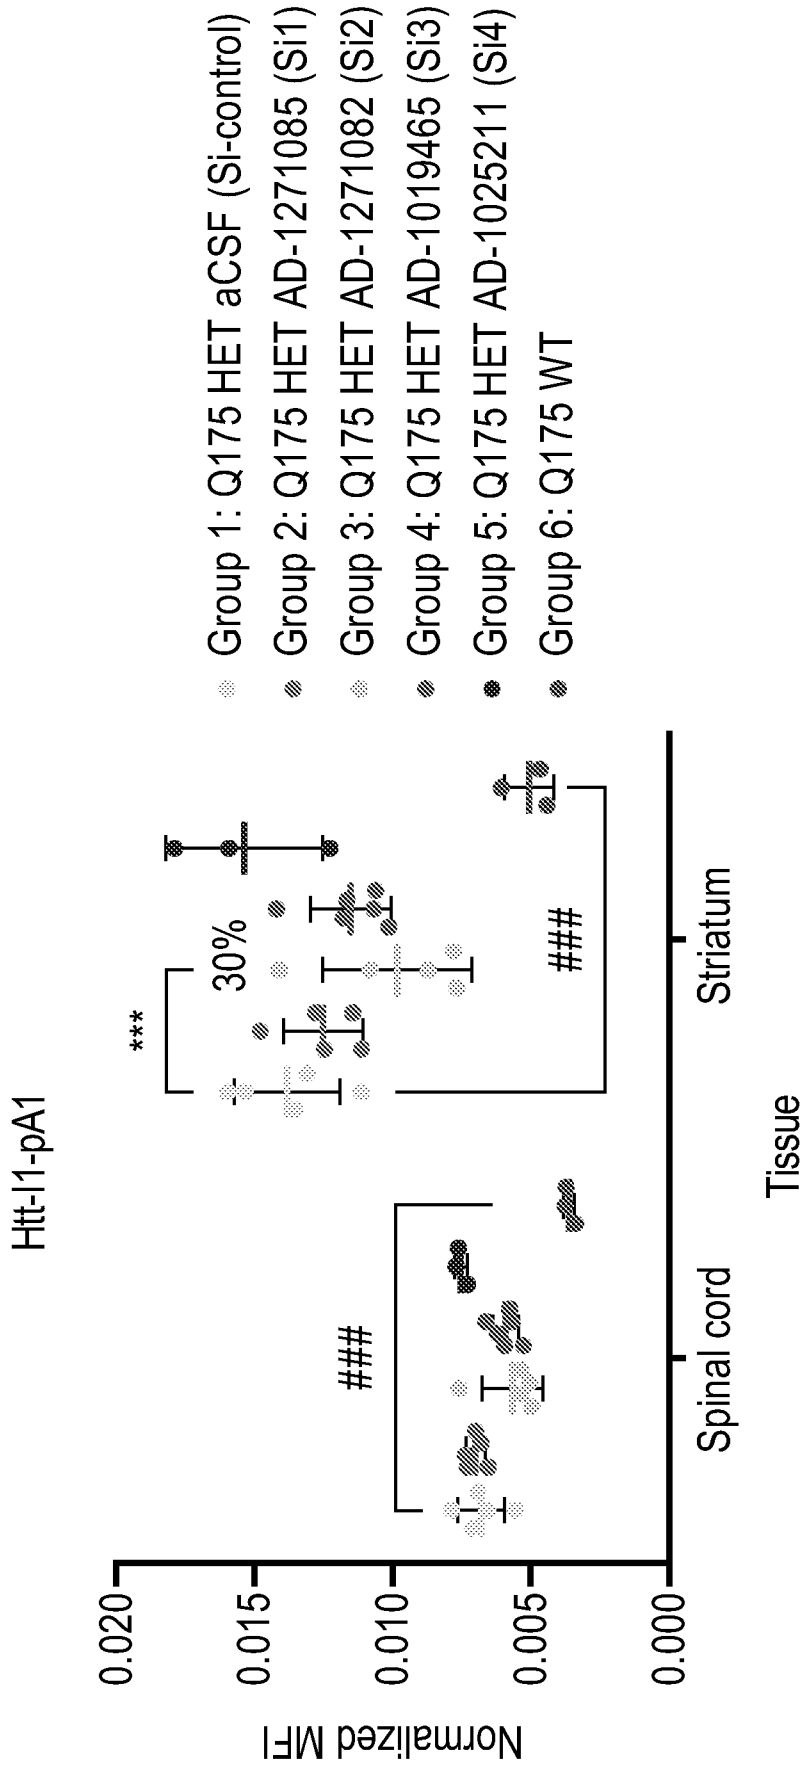 Htt-I1-pA1
Normalized MFI
0.020
0.015
0.010
0.005
0.000
###
***
30%
###
Spinal cord
Striatum
Tissue
Group 1: Q175 HET aCSF (Si-control)
Group 2: Q175 HET AD-1271085 (Si1)
Group 3: Q175 HET AD-1271082 (Si2)
Group 4: Q175 HET AD-1019465 (Si3)
Group 5: Q175 HET AD-1025211 (Si4)
Group 6: Q175 WT